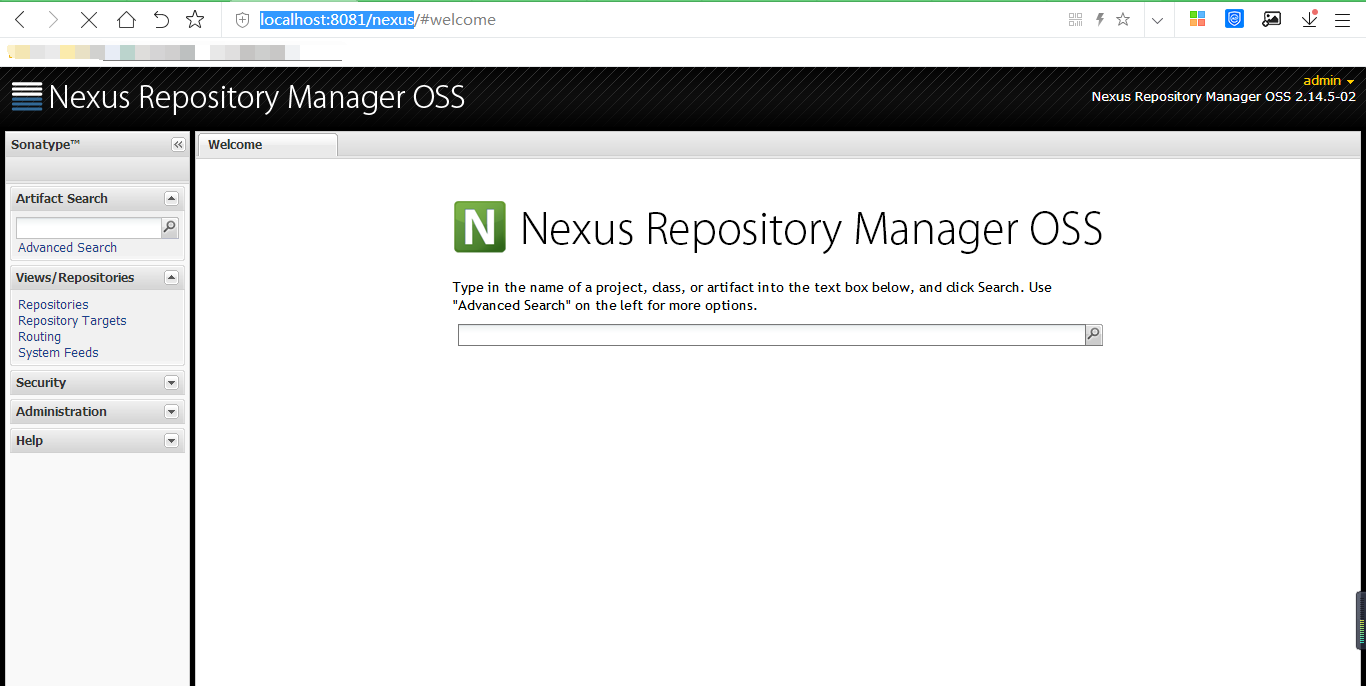 localhost:8081/nexus/#welcome
Nexus Repository Manager OSS
admin
Nexus Repository Manager OSS 2.14.5-02
Sonatype™
Welcome
Artifact Search
Advanced Search
Views/Repositories
Repositories
Repository Targets
Routing
System Feeds
Security
Administration
Help
N Nexus Repository Manager OSS
Type in the name of a project, class, or artifact into the text box below, and click Search. Use
"Advanced Search" on the left for more options.